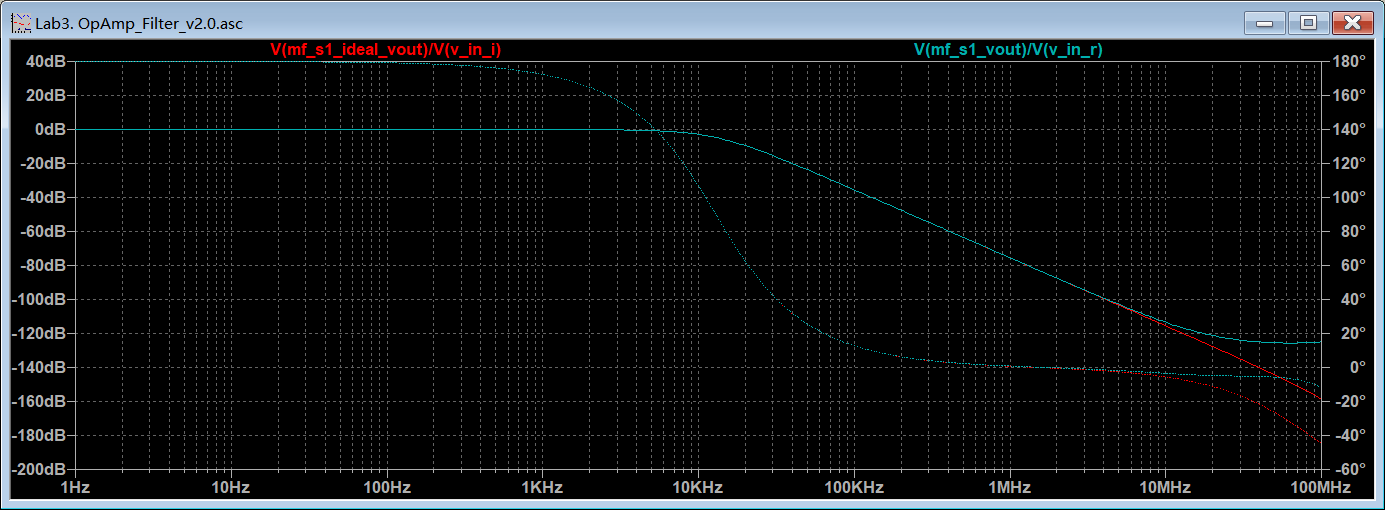 Lab3. OpAmp_Filter_v2.0.asc
V(mf_s1_ideal_vout)/V(v_in_i) V(mf_s1_vout)/V(v_in_r)
40dB 180°
20dB 160°
0dB 140°
-20dB 120°
-40dB 100°
-60dB 80°
-80dB 60°
-100dB 40°
-120dB 20°
-140dB 0°
-160dB -20°
-180dB -40°
-200dB -60°
1Hz 10Hz 100Hz 1KHz 10KHz 100KHz 1MHz 10MHz 100MHz